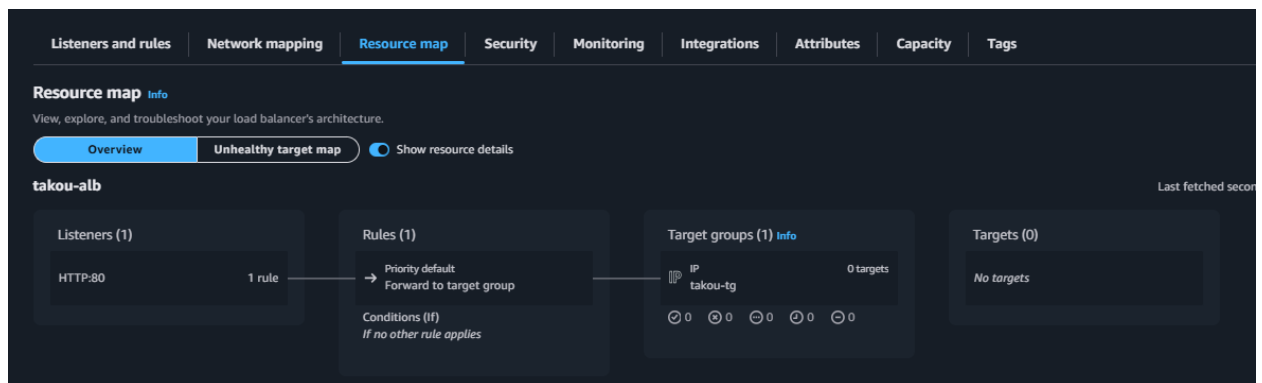 Listeners and rules Network mapping Resource map Security Monitoring Integrations Attributes Capacity Tags
Resource map Info
View, explore, and troubleshoot your load balancer's architecture.
Overview Unhealthy target map Show resource details
takou-alb Last fetched secon
Listeners (1)
HTTP:80 1 rule
Rules (1)
Priority default
Forward to target group
Conditions (If)
If no other rule applies
Target groups (1) Info
IP 0 targets
takou-tg
0 0 0 0 0
Targets (0)
No targets